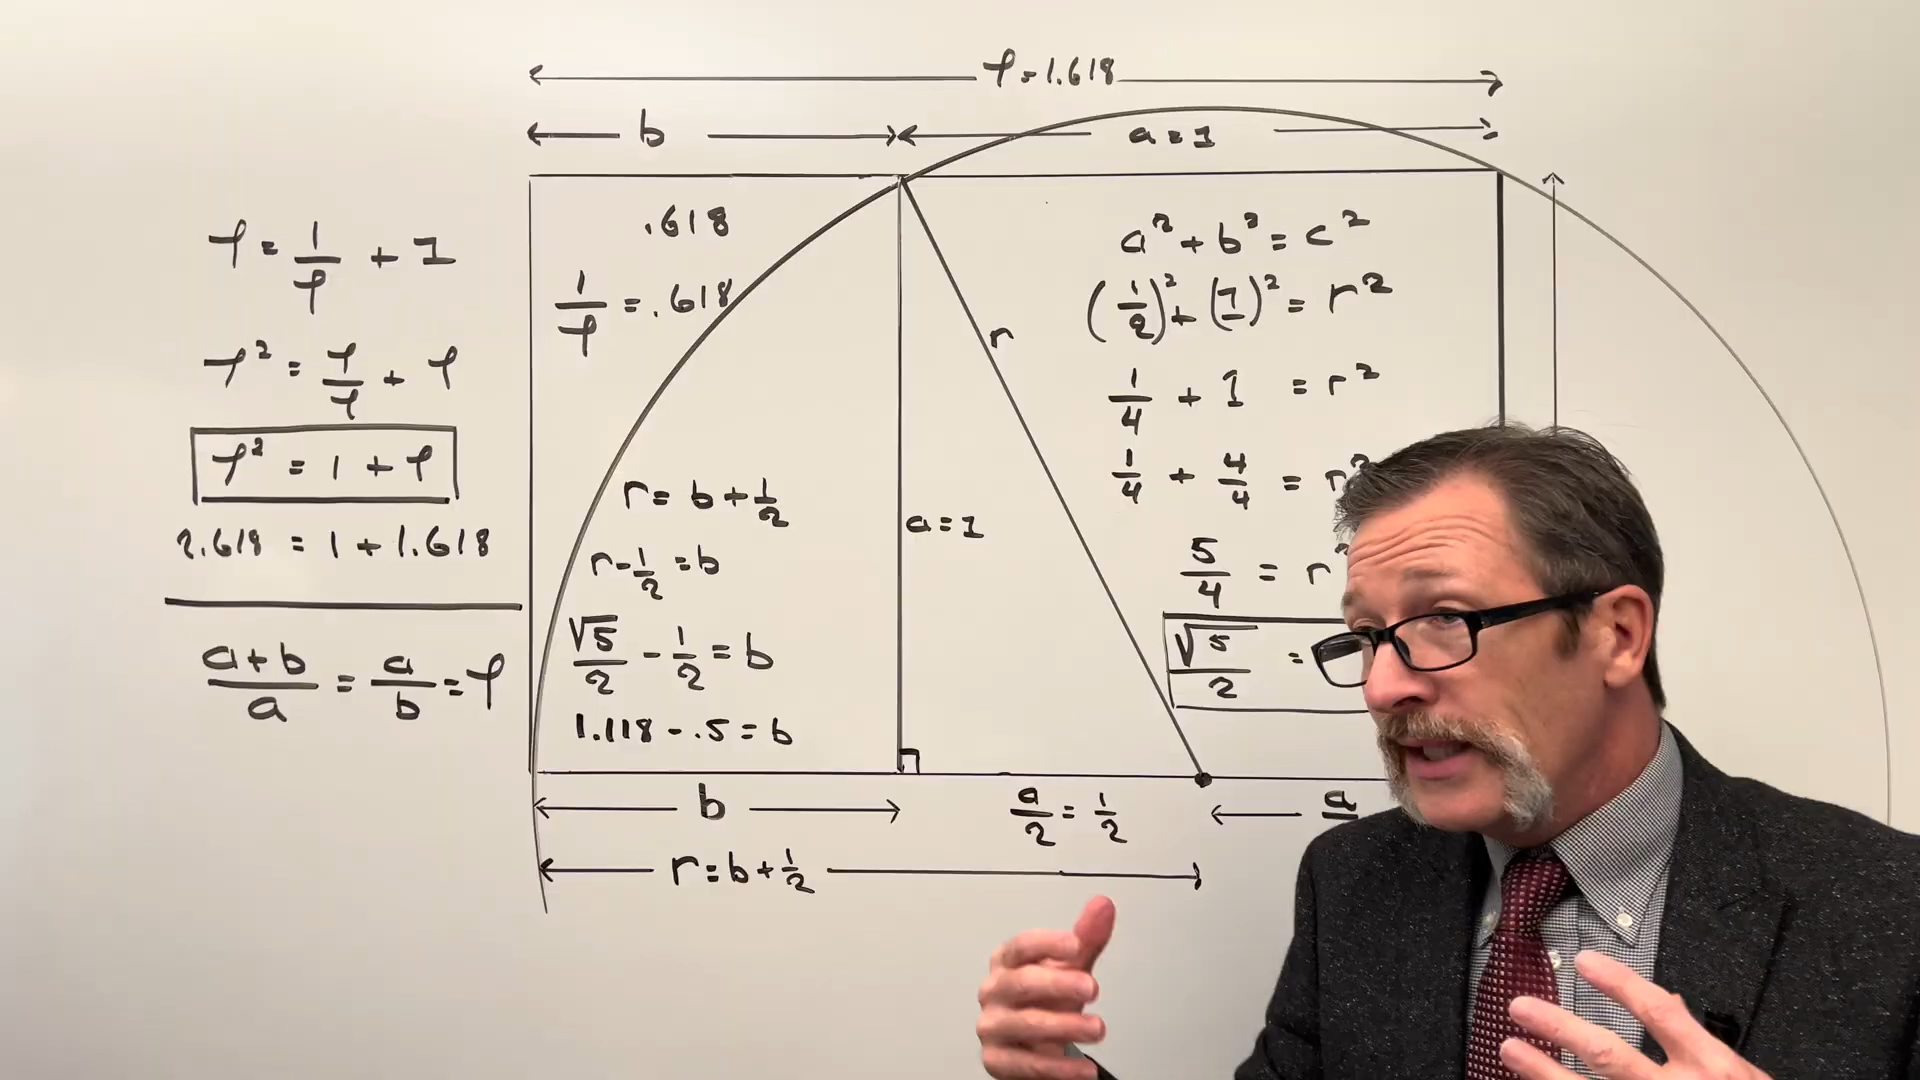 φ = 1.618
b
a = 1
φ = 1/φ + 1
φ² = φ/φ + φ
φ² = 1 + φ
2.618 = 1 + 1.618
(a+b)/a = a/b = φ
.618
1/φ = .618
r = b + 1/2
r - 1/2 = b
√5/2 - 1/2 = b
1.118 - .5 = b
r
a = 1
a² + b² = c²
(1/2)² + (1)² = r²
1/4 + 1 = r²
1/4 + 4/4 = r²
5/4 = r²
√5/2 =
b
a/2 = 1/2
a
r = b + 1/2